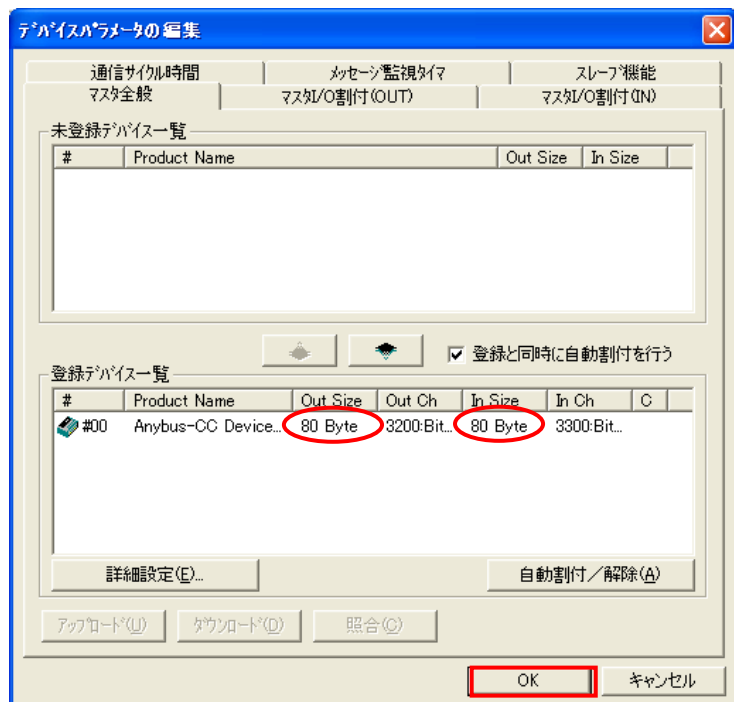 デバイスパラメータの編集
通信サイクル時間 メッセージ監視タイマ スレーブ機能
マスタ全般 マスタI/O割付(OUT) マスタI/O割付(IN)
未登録デバイス一覧
# Product Name Out Size In Size
登録と同時に自動割付を行う
登録デバイス一覧
# Product Name Out Size Out Ch In Size In Ch C
#00 Anybus-CC Device... 80 Byte 3200:Bit... 80 Byte 3300:Bit...
詳細設定(E)... 自動割付/解除(A)
アップロード(U) ダウンロード(D) 照合(C)
OK キャンセル